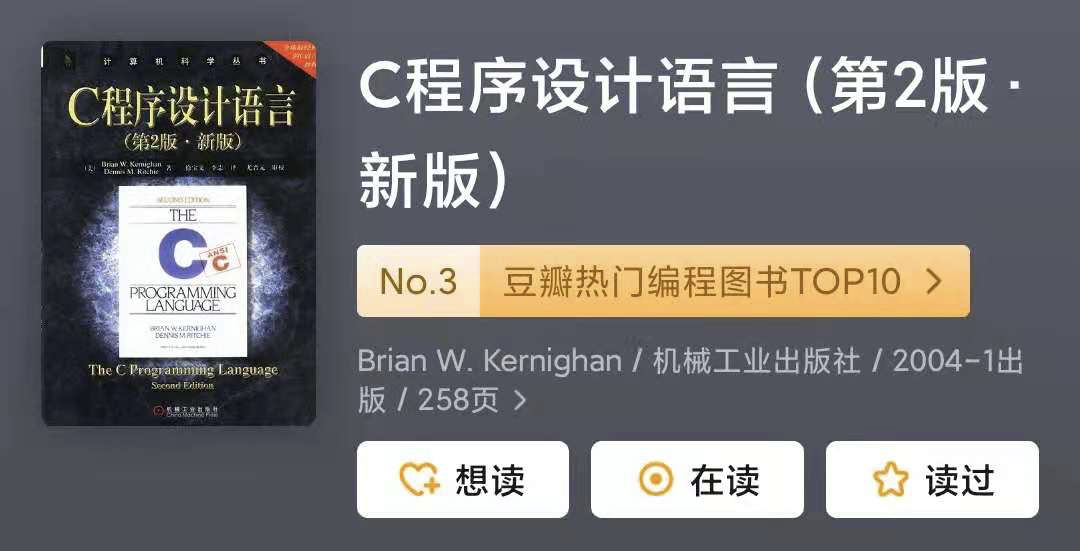 计算机科学丛书
C程序设计语言
(第2版·新版)
(美) Brian W. Kernighan
Dennis M. Ritchie 著 徐宝文 李志 译 尤晋元 审校
SECOND EDITION
THE
C
ANSI
C
PROGRAMMING
LANGUAGE
BRIAN W. KERNIGHAN
DENNIS M. RITCHIE
The C Programming Language
Second Edition
机械工业出版社
China Machine Press
C程序设计语言（第2版·
新版）
No.3 豆瓣热门编程图书TOP10 >
Brian W. Kernighan / 机械工业出版社 / 2004-1出
版 / 258页 >
想读 在读 读过